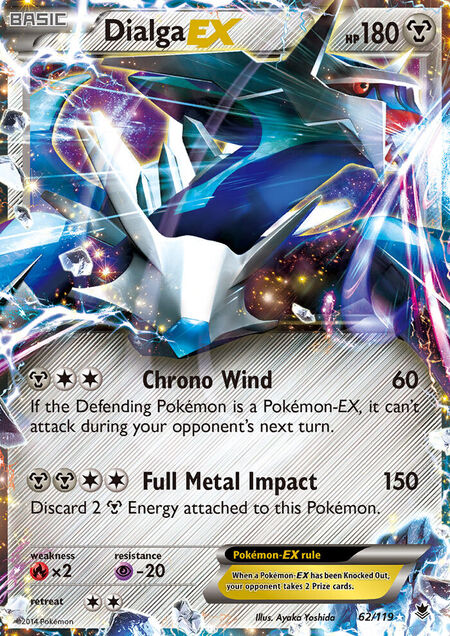 BASIC
Dialga EX
HP 180
Chrono Wind 60
If the Defending Pokémon is a Pokémon-EX, it can't
attack during your opponent's next turn.
Full Metal Impact 150
Discard 2 Energy attached to this Pokémon.
weakness resistance
×2 -20
retreat
Pokémon-EX rule
When a Pokémon-EX has been Knocked Out,
your opponent takes 2 Prize cards.
©2014 Pokémon
Illus. Ayaka Yoshida
62/119